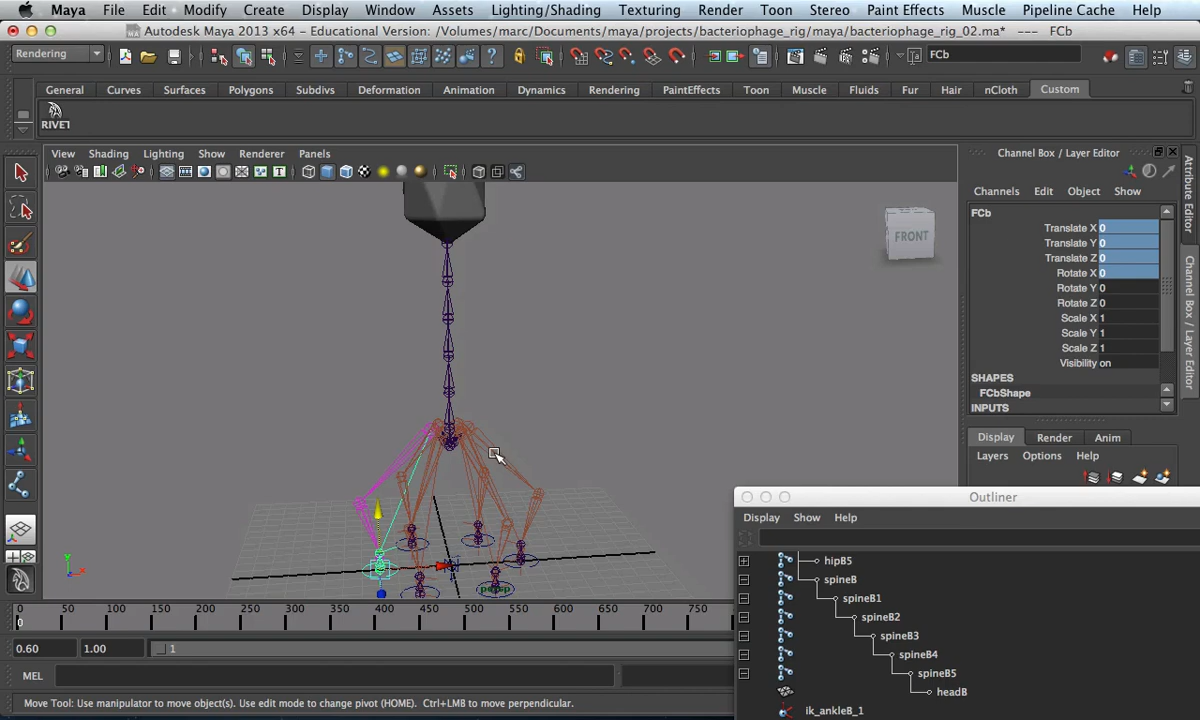 Maya File Edit Modify Create Display Window Assets Lighting/Shading Texturing Render Toon Stereo Paint Effects Muscle Pipeline Cache Help
Autodesk Maya 2013 x64 - Educational Version: /Volumes/marc/Documents/maya/projects/bacteriophage_rig/maya/bacteriophage_rig_02.ma* --- FCb
Rendering FCb
General Curves Surfaces Polygons Subdivs Deformation Animation Dynamics Rendering PaintEffects Toon Muscle Fluids Fur Hair nCloth Custom
RIVET
View Shading Lighting Show Renderer Panels
Channel Box / Layer Editor
Channels Edit Object Show
FCb
Translate X 0
Translate Y 0
Translate Z 0
Rotate X 0
Rotate Y 0
Rotate Z 0
Scale X 1
Scale Y 1
Scale Z 1
Visibility on
SHAPES
FCbShape
INPUTS
Attribute Editor
Channel Box / Layer Editor
FRONT
Display Render Anim
Layers Options Help
Outliner
Display Show Help
hipB5
spineB
spineB1
spineB2
spineB3
spineB4
spineB5
headB
ik_ankleB_1
persp
0 50 100 150 200 250 300 350 400 450 500 550 600 650 700 750
0
0.60 1.00 1
MEL
Move Tool: Use manipulator to move object(s). Use edit mode to change pivot (HOME). Ctrl+LMB to move perpendicular.